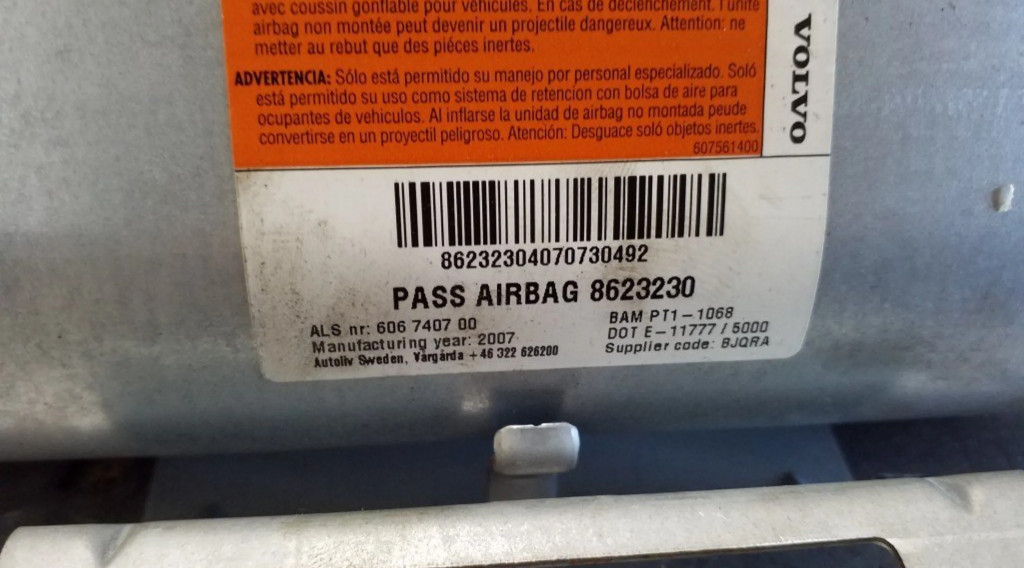 avec coussin gonflable pour véhicules. En cas de déclenchement. l'unité
airbag non montée peut devenir un projectile dangereux. Attention: ne
metter au rebut que des piéces inertes.
ADVERTENCIA: Sólo está permitido su manejo por personal especializado. Soló
está permitido su uso como sistema de retencion con bolsa de aire para
ocupantes de vehiculos. Al inflarse la unidad de airbag no montada peude
convertirse en un proyectil peligroso. Atención: Desguace soló objetos inertes.
607561400
VOLVO
86232304070730492
PASS AIRBAG 8623230
ALS nr: 606 7407 00
Manufacturing year: 2007
Autoliv Sweden, Vårgårda +46 322 626200
BAM PT1-1068
DOT E-11777 / 5000
Supplier code: BJQRA